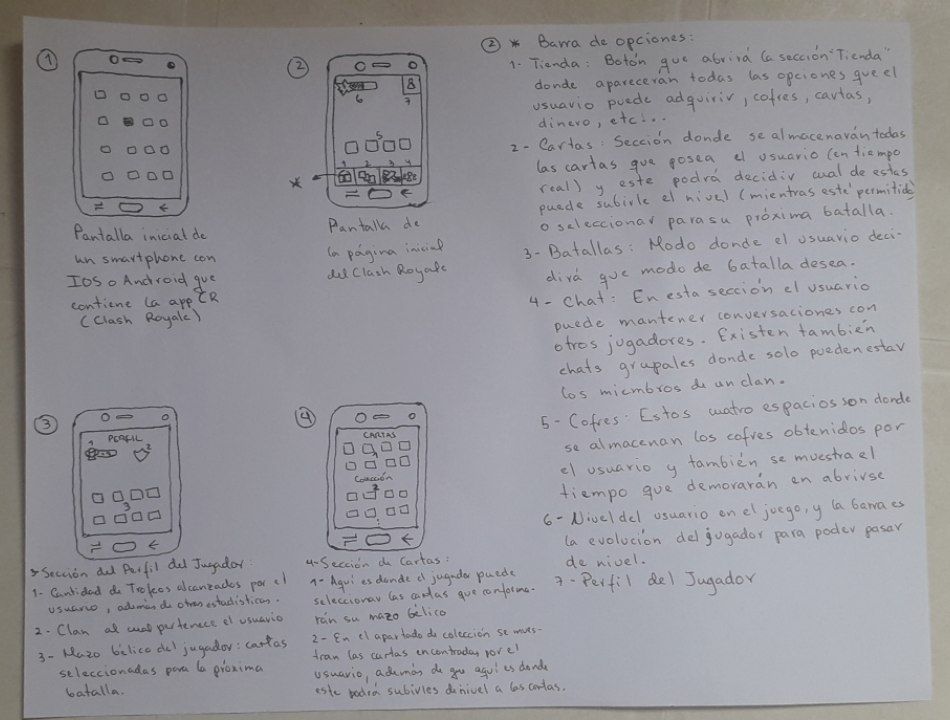 1
Pantalla inicial de
un smartphone con
IOS o Android que
contiene la app CR
(Clash Royale)
2
8
6
7
5
1 2 3 4
*
Pantalla de
la página inicial
del Clash Royale
3
PERFIL
1
2
3
3-Sección del Perfil del Jugador:
1- Cantidad de Trofeos alcanzados por el
usuario, además de otras estadísticas.
2- Clan al cual pertenece el usuario
3- Mazo bélico del jugador: cartas
seleccionadas para la próxima
batalla.
4
CARTAS
1
Colección
2
4-Sección de Cartas:
1- Aquí es donde el jugador puede
seleccionar las cartas que conforma-
rán su mazo bélico
2- En el apartado de colección se mues-
tran las cartas encontradas por el
usuario, además de que aquí es donde
este podrá subirles de nivel a las cartas.
2 * Barra de opciones:
1- Tienda: Botón que abrirá la sección "Tienda"
donde aparecerán todas las opciones que el
usuario puede adquirir, cofres, cartas,
dinero, etc...
2- Cartas: Sección donde se almacenarán todas
las cartas que posea el usuario (en tiempo
real) y este podrá decidir cual de estas
puede subirle el nivel (mientras esté permitido)
o seleccionar para su próxima batalla.
3- Batallas: Modo donde el usuario deci-
dirá que modo de batalla desea.
4- Chat: En esta sección el usuario
puede mantener conversaciones con
otros jugadores. Existen también
chats grupales donde solo pueden estar
los miembros de un clan.
5- Cofres: Estos cuatro espacios son donde
se almacenan los cofres obtenidos por
el usuario y también se muestra el
tiempo que demorarán en abrirse
6- Nivel del usuario en el juego, y la barra es
la evolución del jugador para poder pasar
de nivel.
7- Perfil del Jugador